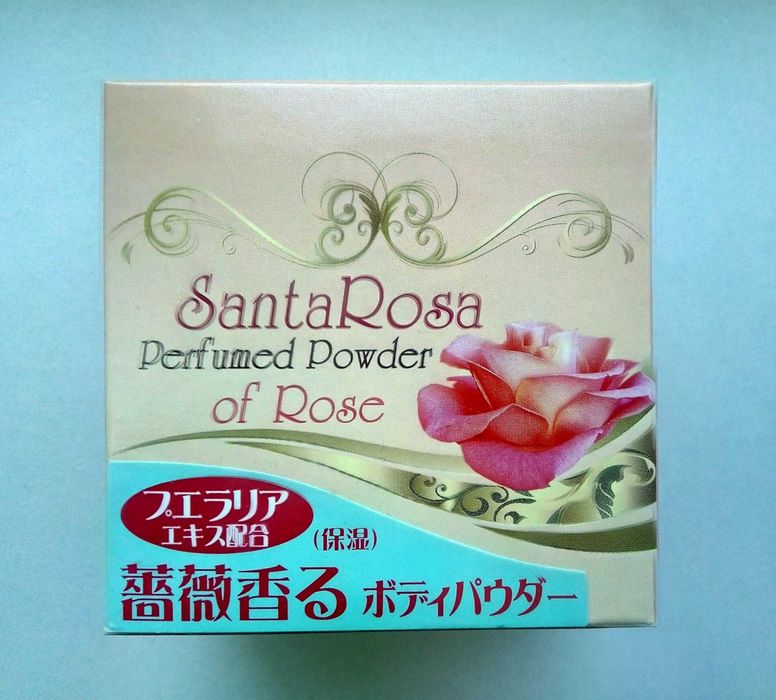 SantaRosa
Perfumed Powder
of Rose
プエラリア
エキス配合
(保湿)
薔薇香る ボディパウダー